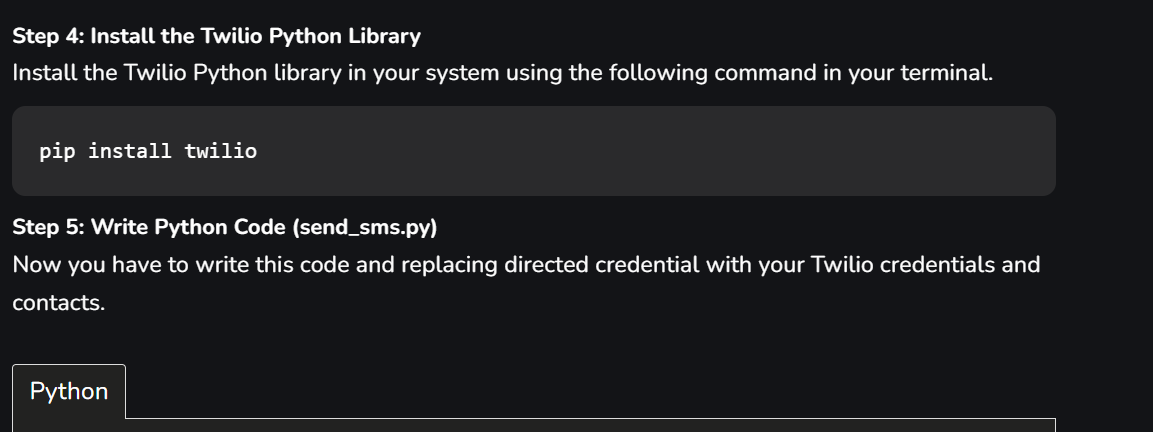 Step 4: Install the Twilio Python Library
Install the Twilio Python library in your system using the following command in your terminal.
pip install twilio
Step 5: Write Python Code (send_sms.py)
Now you have to write this code and replacing directed credential with your Twilio credentials and
contacts.
Python